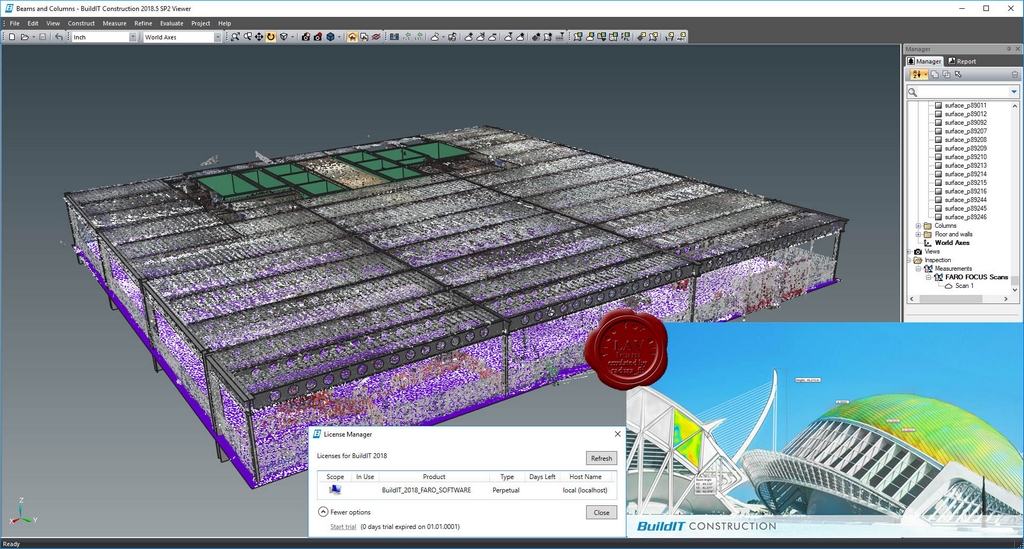 Beams and Columns - BuildIT Construction 2018.5 SP2 Viewer
File Edit View Construct Measure Refine Evaluate Project Help
Inch World Axes
Manager
Manager Report
surface_p89011
surface_p89012
surface_p89092
surface_p89207
surface_p89208
surface_p89209
surface_p89210
surface_p89213
surface_p89214
surface_p89215
surface_p89216
surface_p89244
surface_p89245
surface_p89246
Columns
Floor and walls
World Axes
Views
Inspection
Measurements
FARO FOCUS Scans
Scan 1
LAV
team
License Manager
Licenses for BuildIT 2018
Refresh
Scope In Use Product Type Days Left Host Name
BuildIT_2018_FARO_SOFTWARE Perpetual local (localhost)
Fewer options
Close
Start trial (0 days trial expired on 01.01.0001)
BuildIT CONSTRUCTION
Z
X Y
Ready